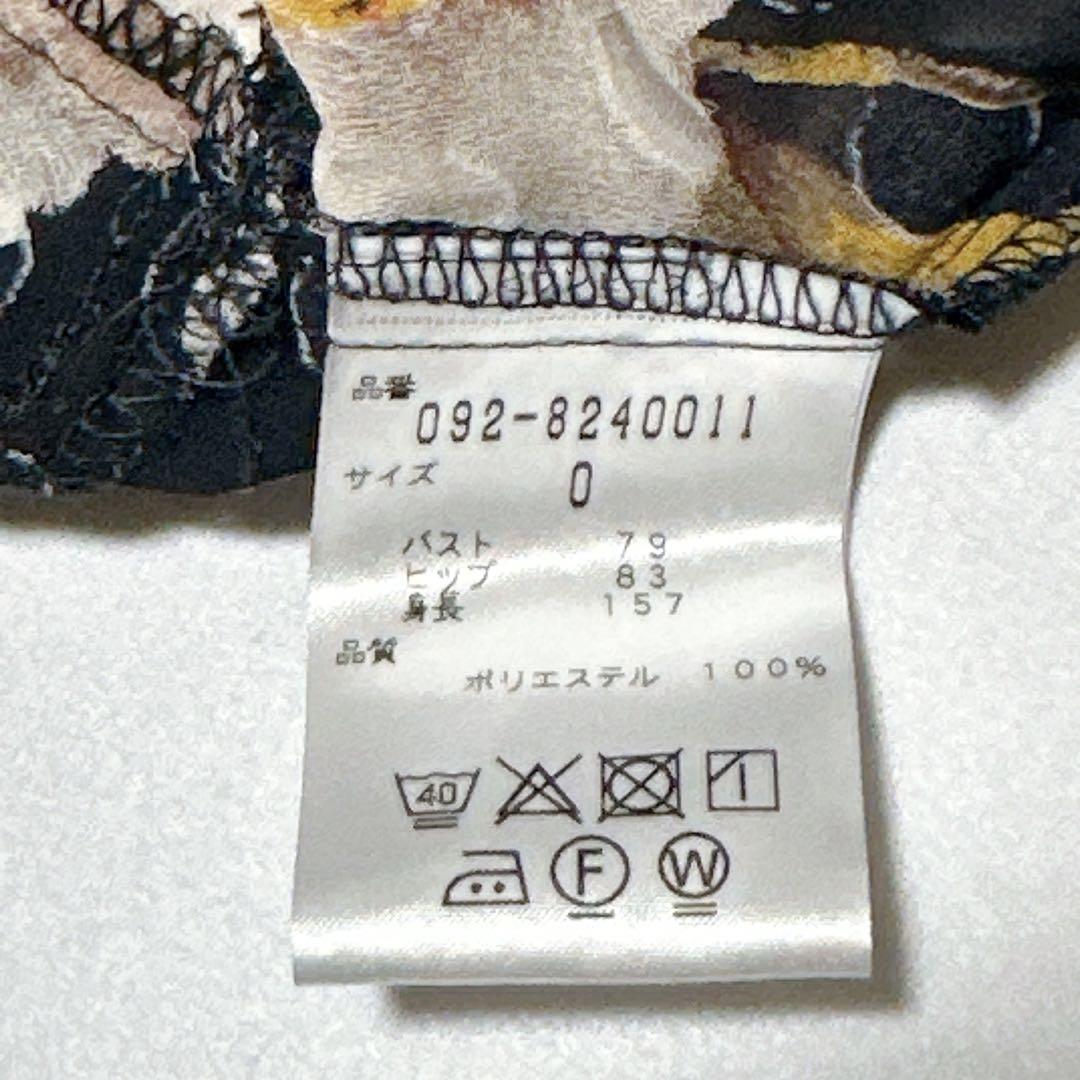 品番
092-8240011
サイズ 0
バスト 79
ヒップ 83
身長 157
品質
ポリエステル 100%
40
F W